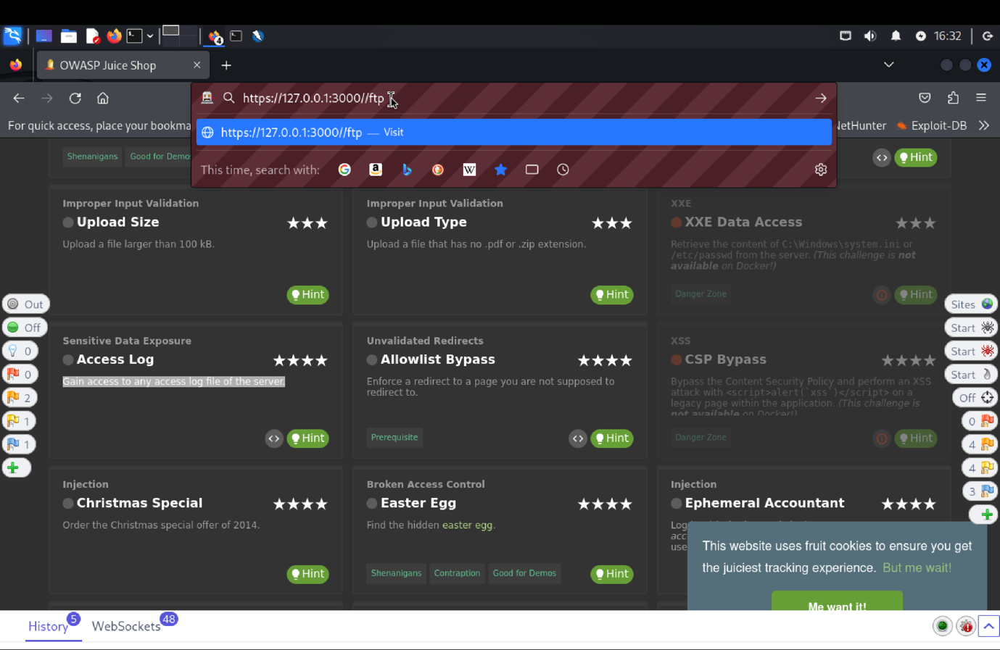 16:32
OWASP Juice Shop
https://127.0.0.1:3000//ftp
For quick access, place your bookma
NetHunter
Exploit-DB
https://127.0.0.1:3000//ftp — Visit
This time, search with:
Shenanigans
Good for Demos
Hint
Improper Input Validation
Upload Size
Upload a file larger than 100 kB.
Hint
Improper Input Validation
Upload Type
Upload a file that has no .pdf or .zip extension.
Hint
XXE
XXE Data Access
Retrieve the content of C:\Windows\system.ini or
/etc/passwd from the server. (This challenge is not
available on Docker!)
Danger Zone
Hint
Out
Off
0
0
2
1
1
Sites
Start
Start
Start
Off
0
4
4
3
Sensitive Data Exposure
Access Log
Gain access to any access log file of the server.
Hint
Unvalidated Redirects
Allowlist Bypass
Enforce a redirect to a page you are not supposed to
redirect to.
Prerequisite
Hint
XSS
CSP Bypass
Bypass the Content Security Policy and perform an XSS
attack with <script>alert(`xss`)</script> on a
legacy page within the application. (This challenge is
not available on Docker!)
Danger Zone
Hint
Injection
Christmas Special
Order the Christmas special offer of 2014.
Hint
Broken Access Control
Easter Egg
Find the hidden easter egg.
Shenanigans
Contraption
Good for Demos
Hint
Injection
Ephemeral Accountant
Log
acc
use
This website uses fruit cookies to ensure you get
the juiciest tracking experience. But me wait!
Me want it!
History 5
WebSockets 48